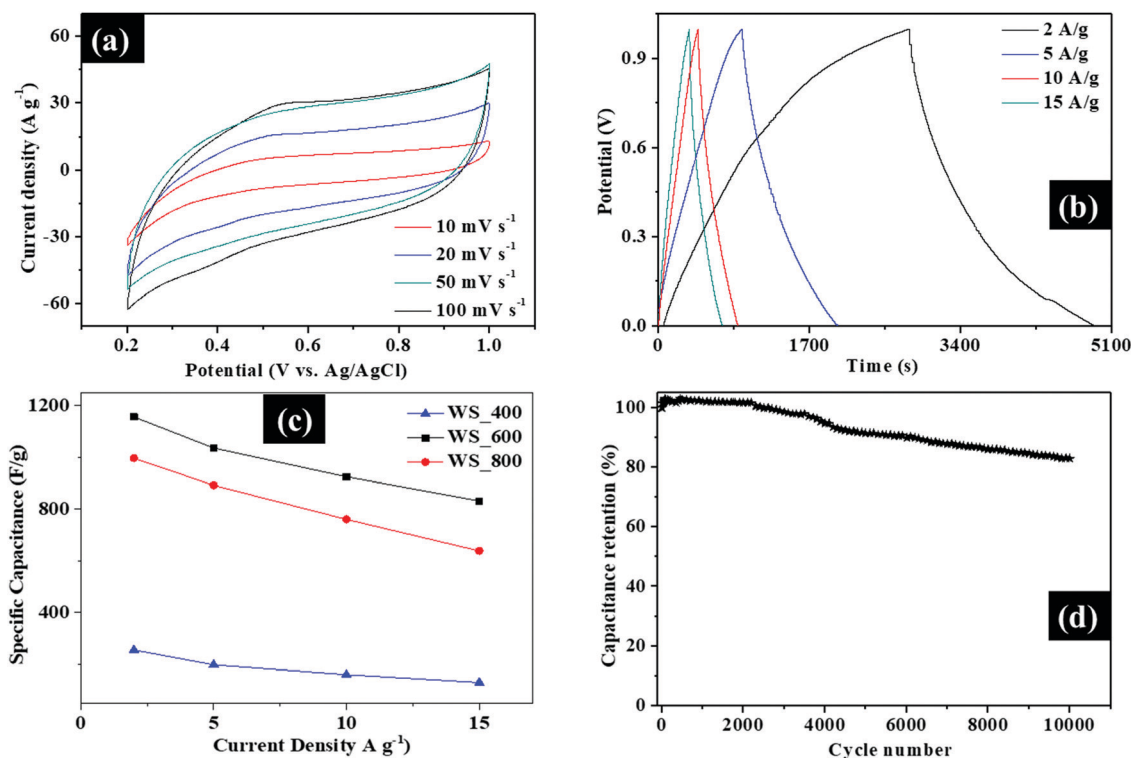 (a)
60
30
0
-30
-60
Current density (A g-1)
10 mV s-1
20 mV s-1
50 mV s-1
100 mV s-1
0.2 0.4 0.6 0.8 1.0
Potential (V vs. Ag/AgCl)
2 A/g
5 A/g
10 A/g
15 A/g
0.9
0.6
0.3
0.0
Potential (V)
(b)
0 1700 3400 5100
Time (s)
(c)
WS_400
WS_600
WS_800
1200
800
400
Specific Capacitance (F/g)
0 5 10 15
Current Density A g-1)
100
80
60
40
20
0
Capacitance retention (%)
(d)
0 2000 4000 6000 8000 10000
Cycle number